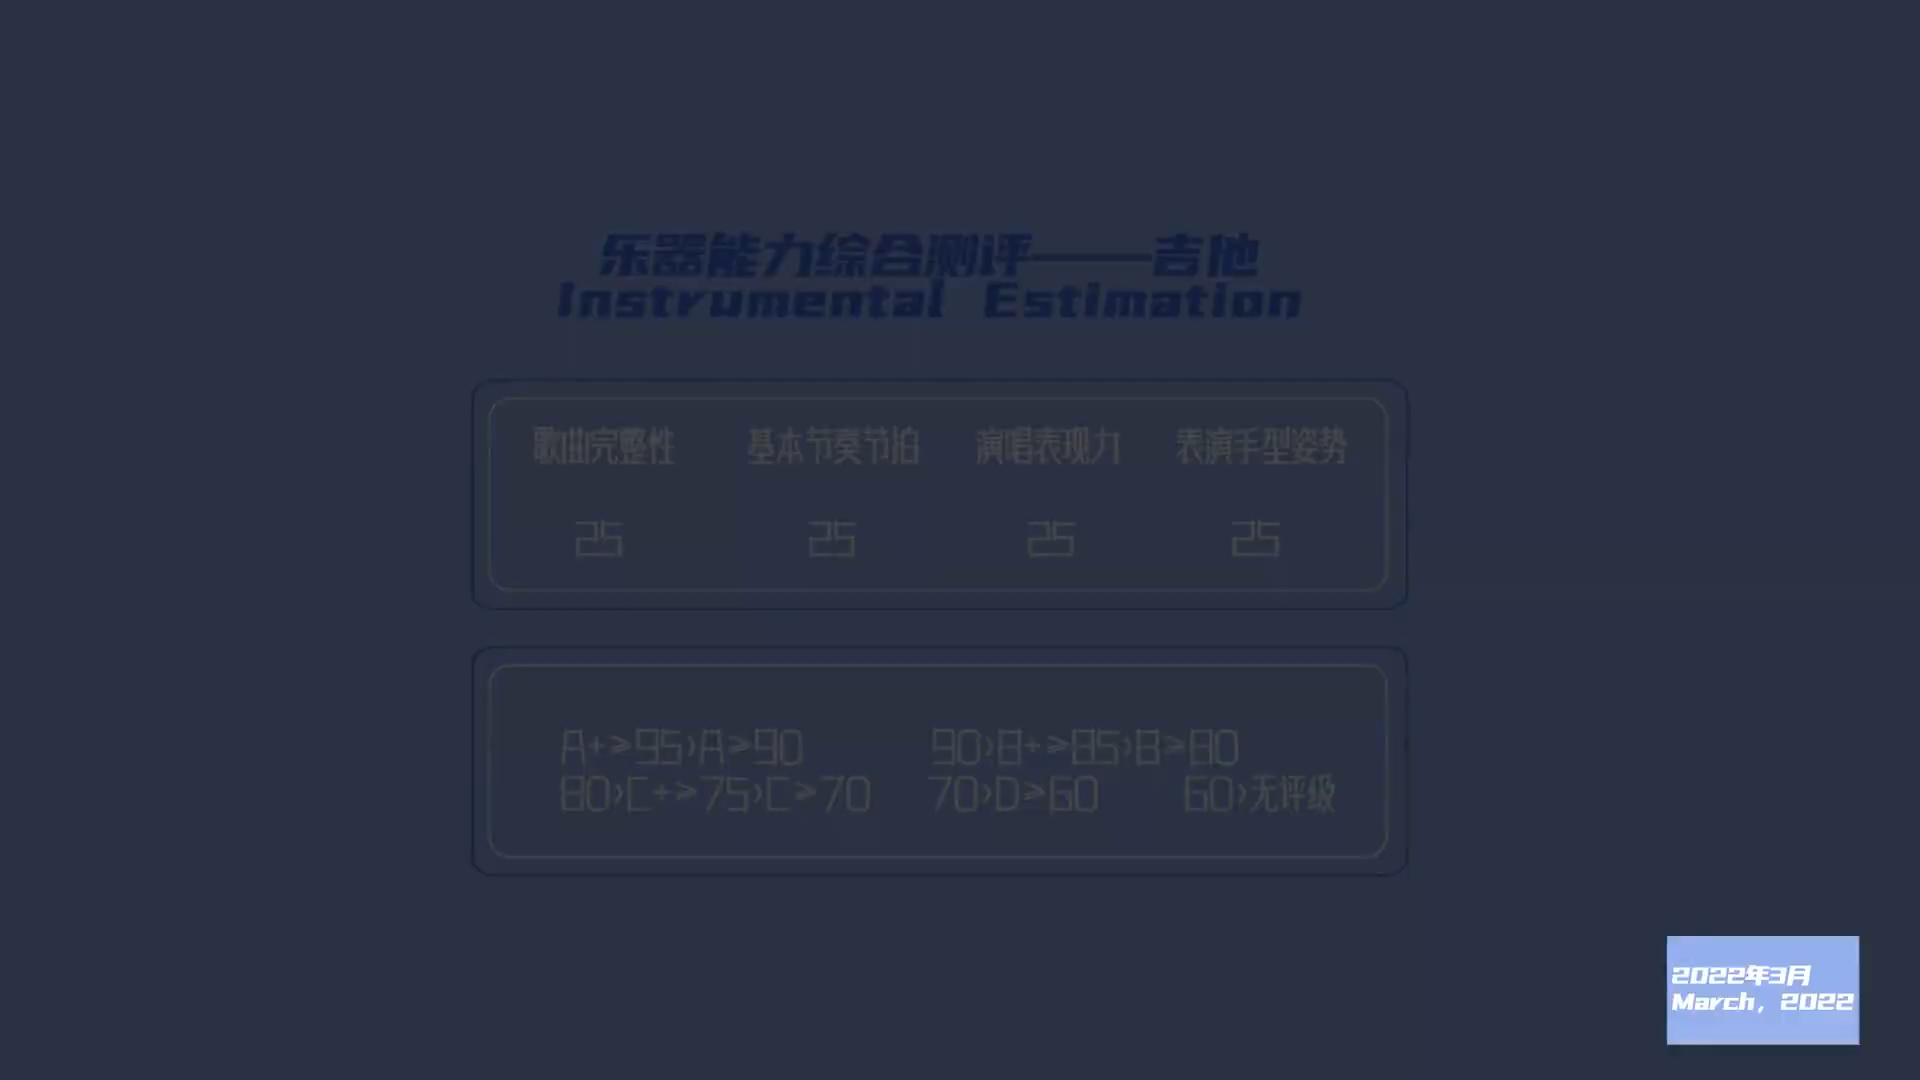 乐器能力综合测评——吉他
Instrumental Estimation
歌曲完整性 基本节奏节拍 演唱表现力 表演手型姿势
25 25 25 25
A+≥95›A≥90 90›B+≥85›B≥80
80›C+≥75›C≥70 70›D≥60 60›无评级
2022年3月
March, 2022